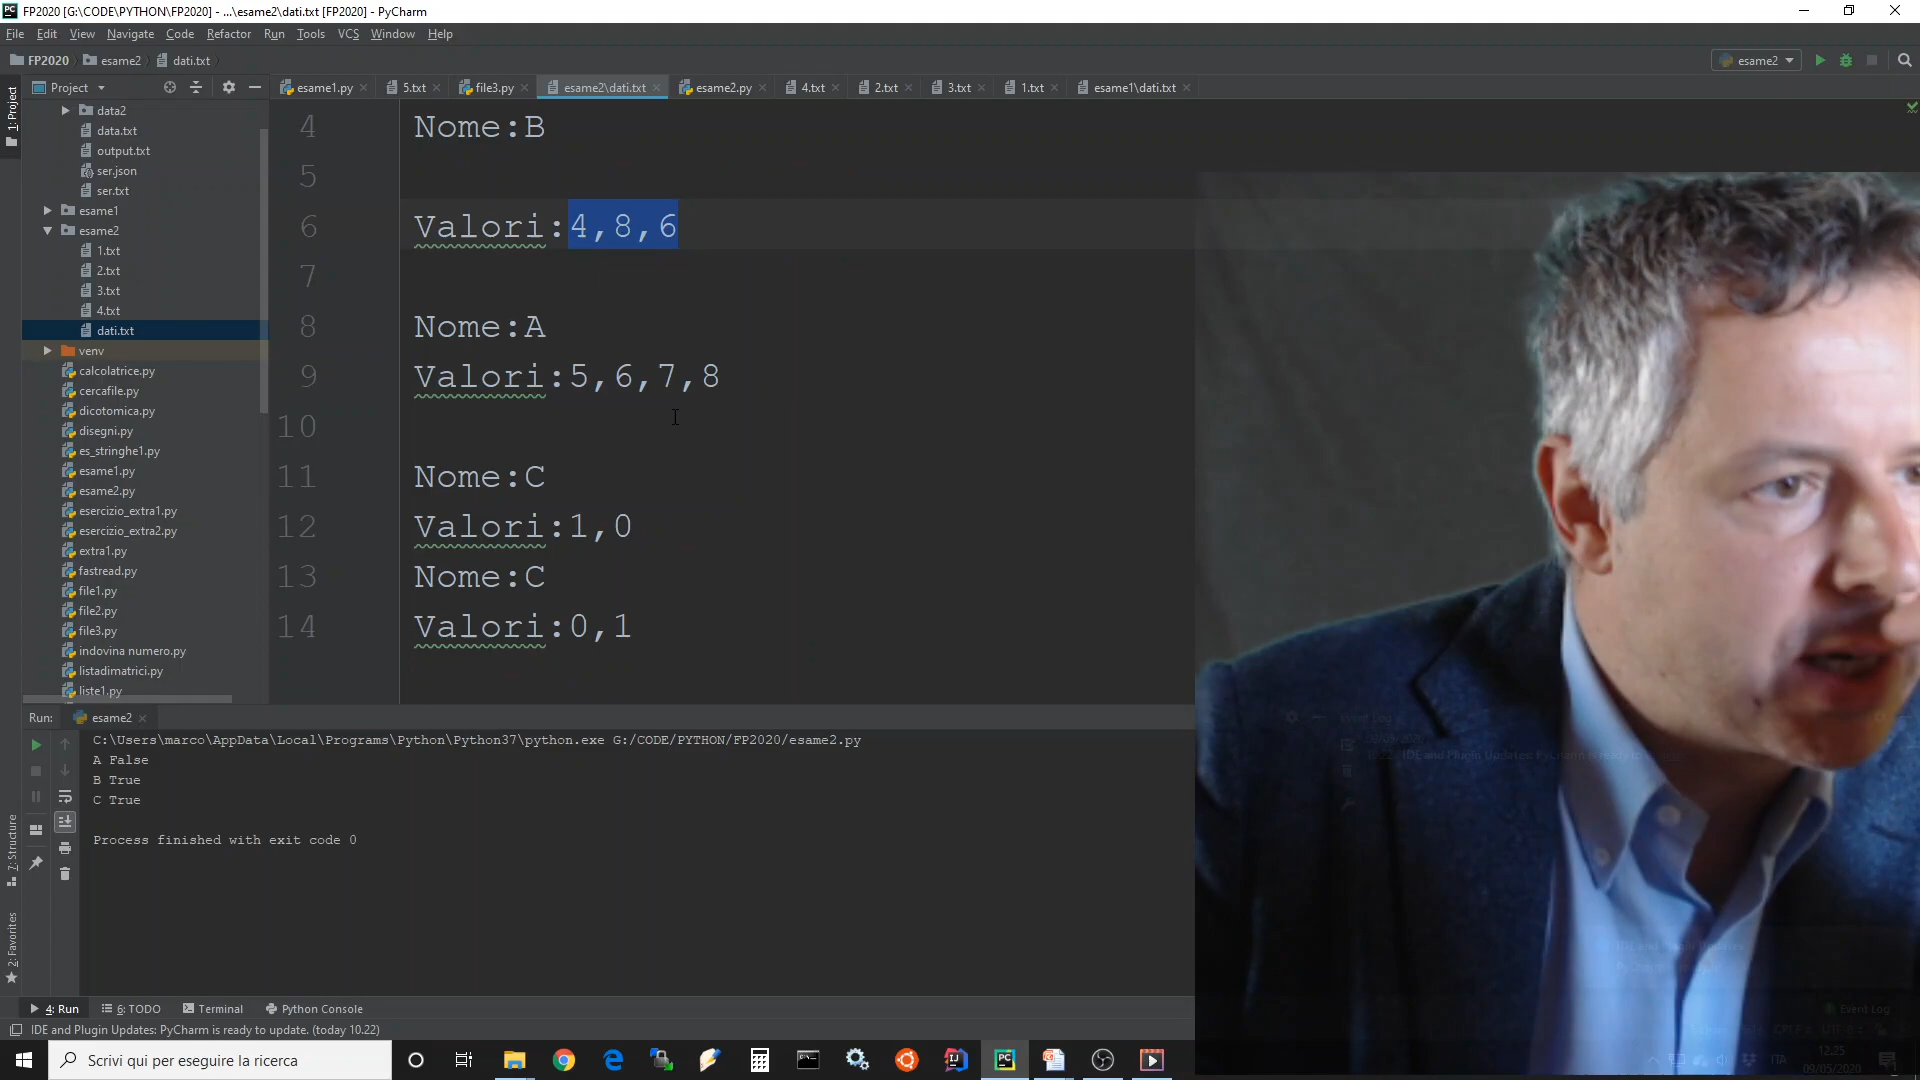 FP2020 [G:\CODE\PYTHON\FP2020] - ...\esame2\dati.txt [FP2020] - PyCharm
File Edit View Navigate Code Refactor Run Tools VCS Window Help
FP2020 esame2 dati.txt
esame2
Project
esame1.py 5.txt file3.py esame2\dati.txt esame2.py 4.txt 2.txt 3.txt 1.txt esame1\dati.txt
1: Project
data2
data.txt
output.txt
ser.json
ser.txt
esame1
esame2
1.txt
2.txt
3.txt
4.txt
dati.txt
venv
calcolatrice.py
cercafile.py
dicotomica.py
disegni.py
es_stringhe1.py
esame1.py
esame2.py
esercizio_extra1.py
esercizio_extra2.py
extra1.py
fastread.py
file1.py
file2.py
file3.py
indovina numero.py
listadimatrici.py
liste1.py
4 Nome:B
5
6 Valori:4,8,6
7
8 Nome:A
9 Valori:5,6,7,8
10
11 Nome:C
12 Valori:1,0
13 Nome:C
14 Valori:0,1
Run: esame2
C:\Users\marco\AppData\Local\Programs\Python\Python37\python.exe G:/CODE/PYTHON/FP2020/esame2.py
A False
B True
C True
Process finished with exit code 0
7: Structure
2: Favorites
4: Run 6: TODO Terminal Python Console
Event Log
IDE and Plugin Updates: PyCharm is ready to update. (today 10.22)
Scrivi qui per eseguire la ricerca
ITA
12.25
09/05/2020